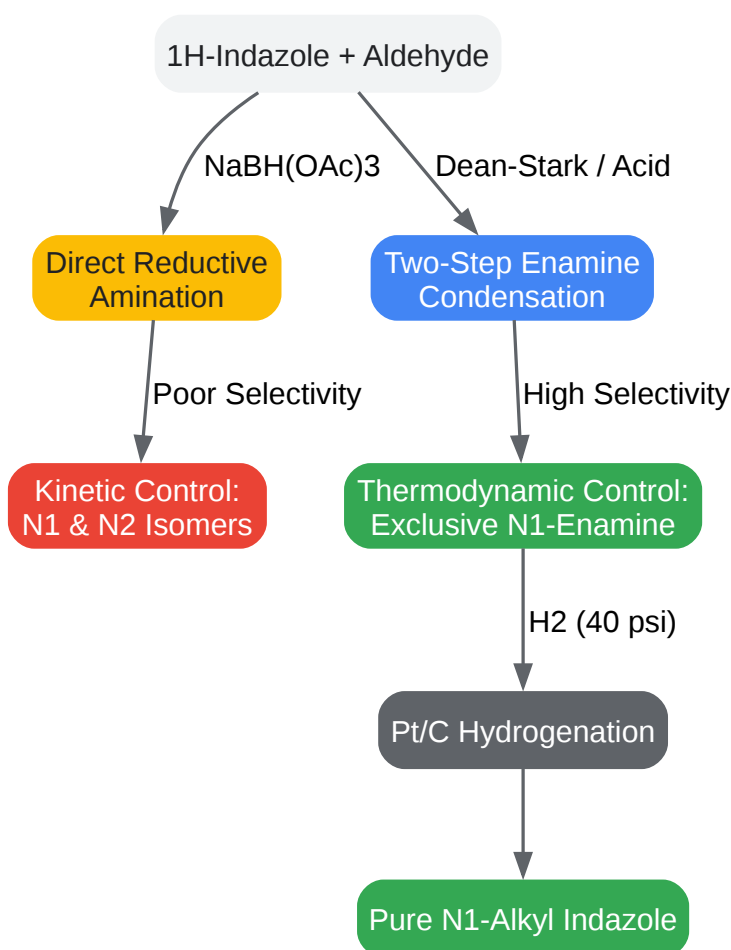 1H-Indazole + Aldehyde
NaBH(OAc)3
Dean-Stark / Acid
Direct Reductive
Amination
Two-Step Enamine
Condensation
Poor Selectivity
High Selectivity
Kinetic Control:
N1 & N2 Isomers
Thermodynamic Control:
Exclusive N1-Enamine
H2 (40 psi)
Pt/C Hydrogenation
Pure N1-Alkyl Indazole